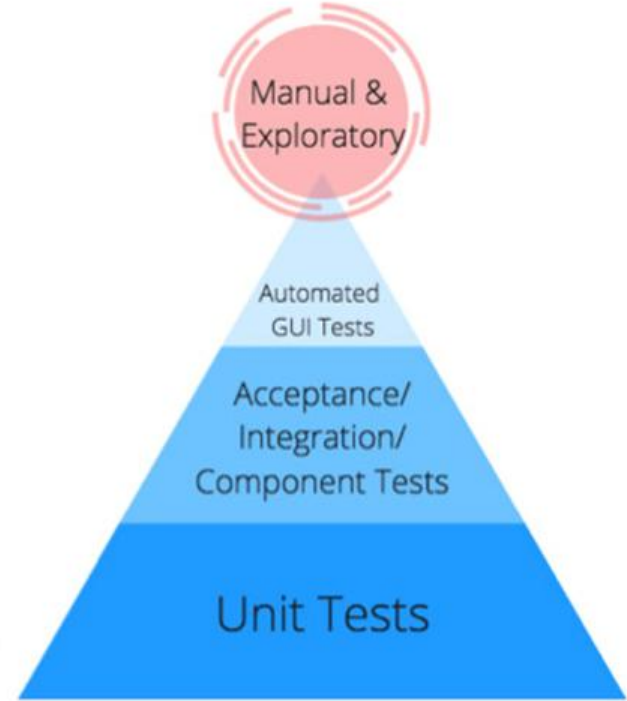 Manual &
Exploratory
Automated
GUI Tests
Acceptance/
Integration/
Component Tests
Unit Tests